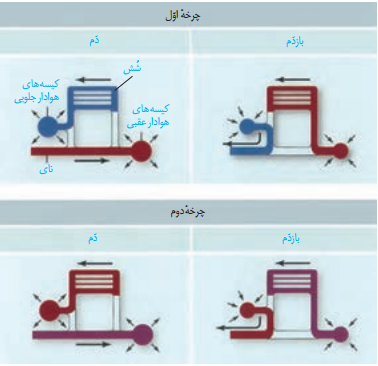 چرخهٔ اوّل
بازدَم
دَم
شُش
کیسه‌های
هوادار جلویی
کیسه‌های
هوادار عقبی
نای
چرخهٔ دوم
بازدَم
دَم